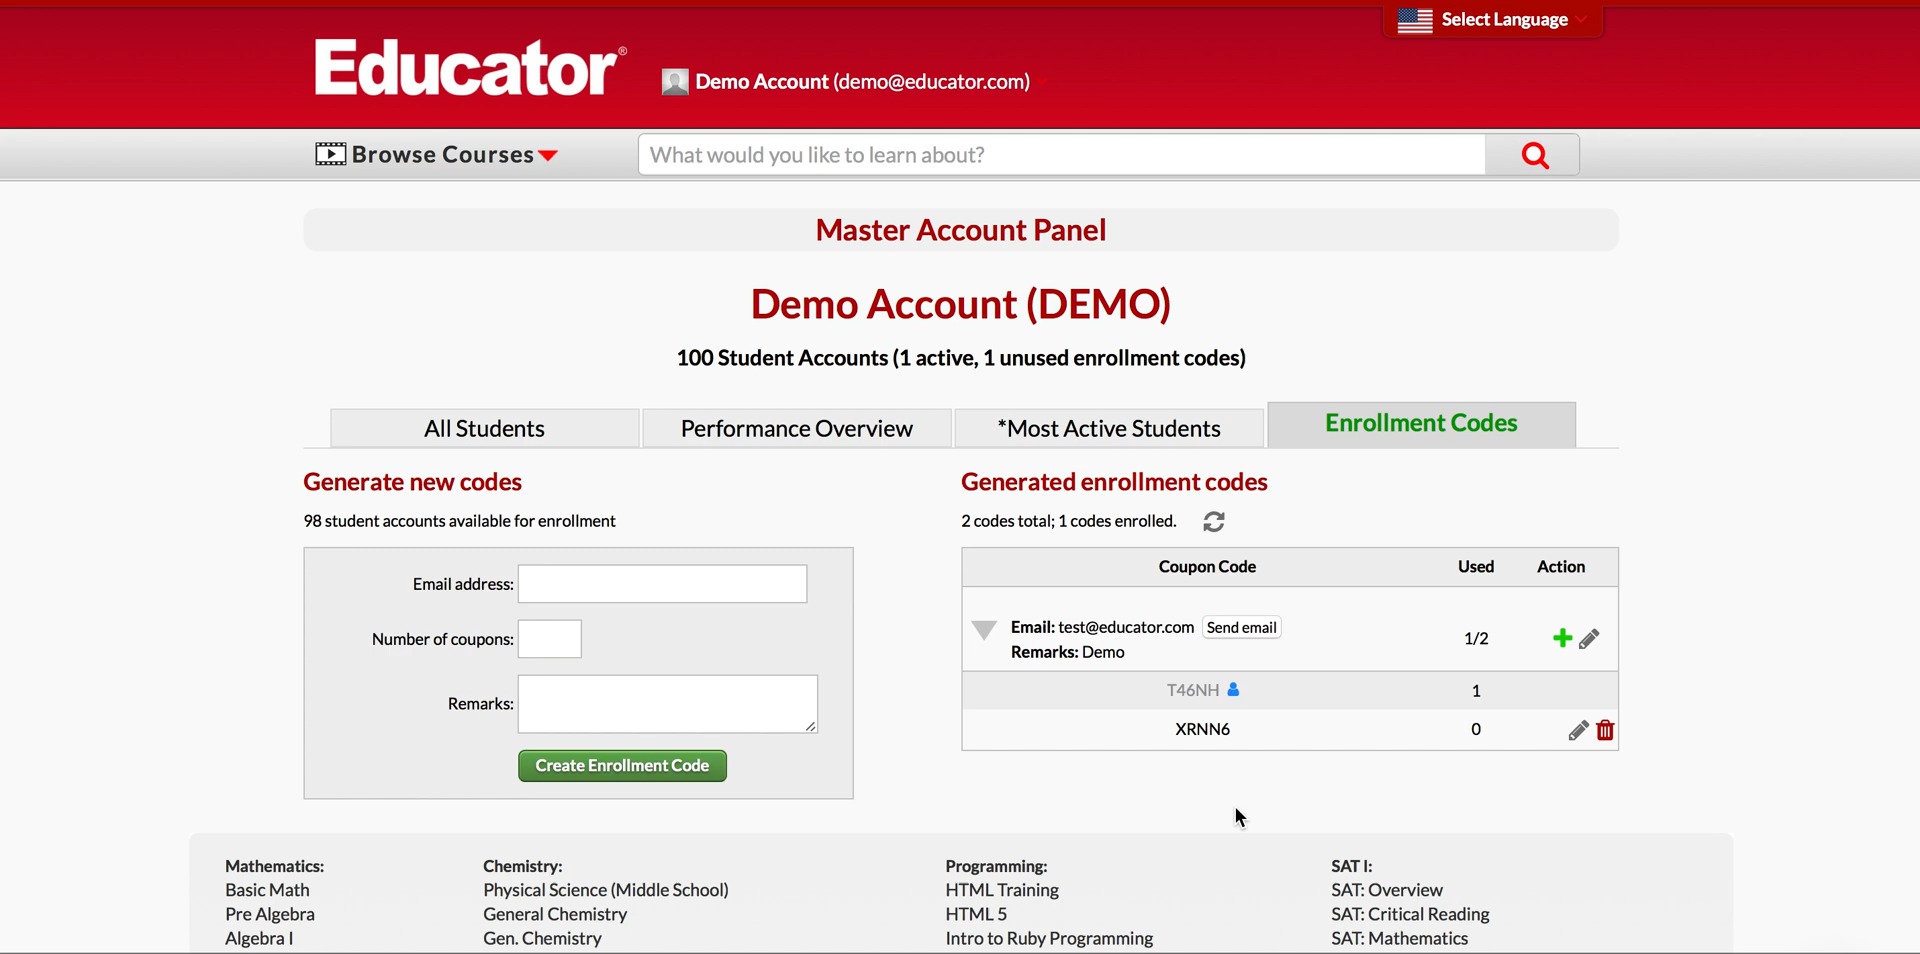 Select Language
Educator®
Demo Account (demo@educator.com)
Browse Courses
What would you like to learn about?
Master Account Panel
Demo Account (DEMO)
100 Student Accounts (1 active, 1 unused enrollment codes)
All Students
Performance Overview
*Most Active Students
Enrollment Codes
Generate new codes
98 student accounts available for enrollment
Email address:
Number of coupons:
Remarks:
Create Enrollment Code
Generated enrollment codes
2 codes total; 1 codes enrolled.
Coupon Code Used Action
Email: test@educator.com Send email
Remarks: Demo
1/2
T46NH 1
XRNN6 0
Mathematics:
Basic Math
Pre Algebra
Algebra I
Chemistry:
Physical Science (Middle School)
General Chemistry
Gen. Chemistry
Programming:
HTML Training
HTML 5
Intro to Ruby Programming
SAT I:
SAT: Overview
SAT: Critical Reading
SAT: Mathematics